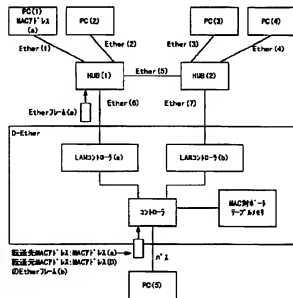 PC(1)
MACアドレス
(a)
PC(2)
PC(3)
PC(4)
Ether(1)
Ether(2)
Ether(3)
Ether(4)
HUB(1)
Ether(5)
HUB(2)
Etherフレーム(a)
Ether(6)
Ether(7)
D-Ether
LANコントローラ(a)
LANコントローラ(b)
コントローラ
MAC対ポート
テーブルメモリ
転送先MACアドレス:MACアドレス(a)
転送元MACアドレス:MACアドレス(D)
のEtherフレーム(b)
バス
PC(5)